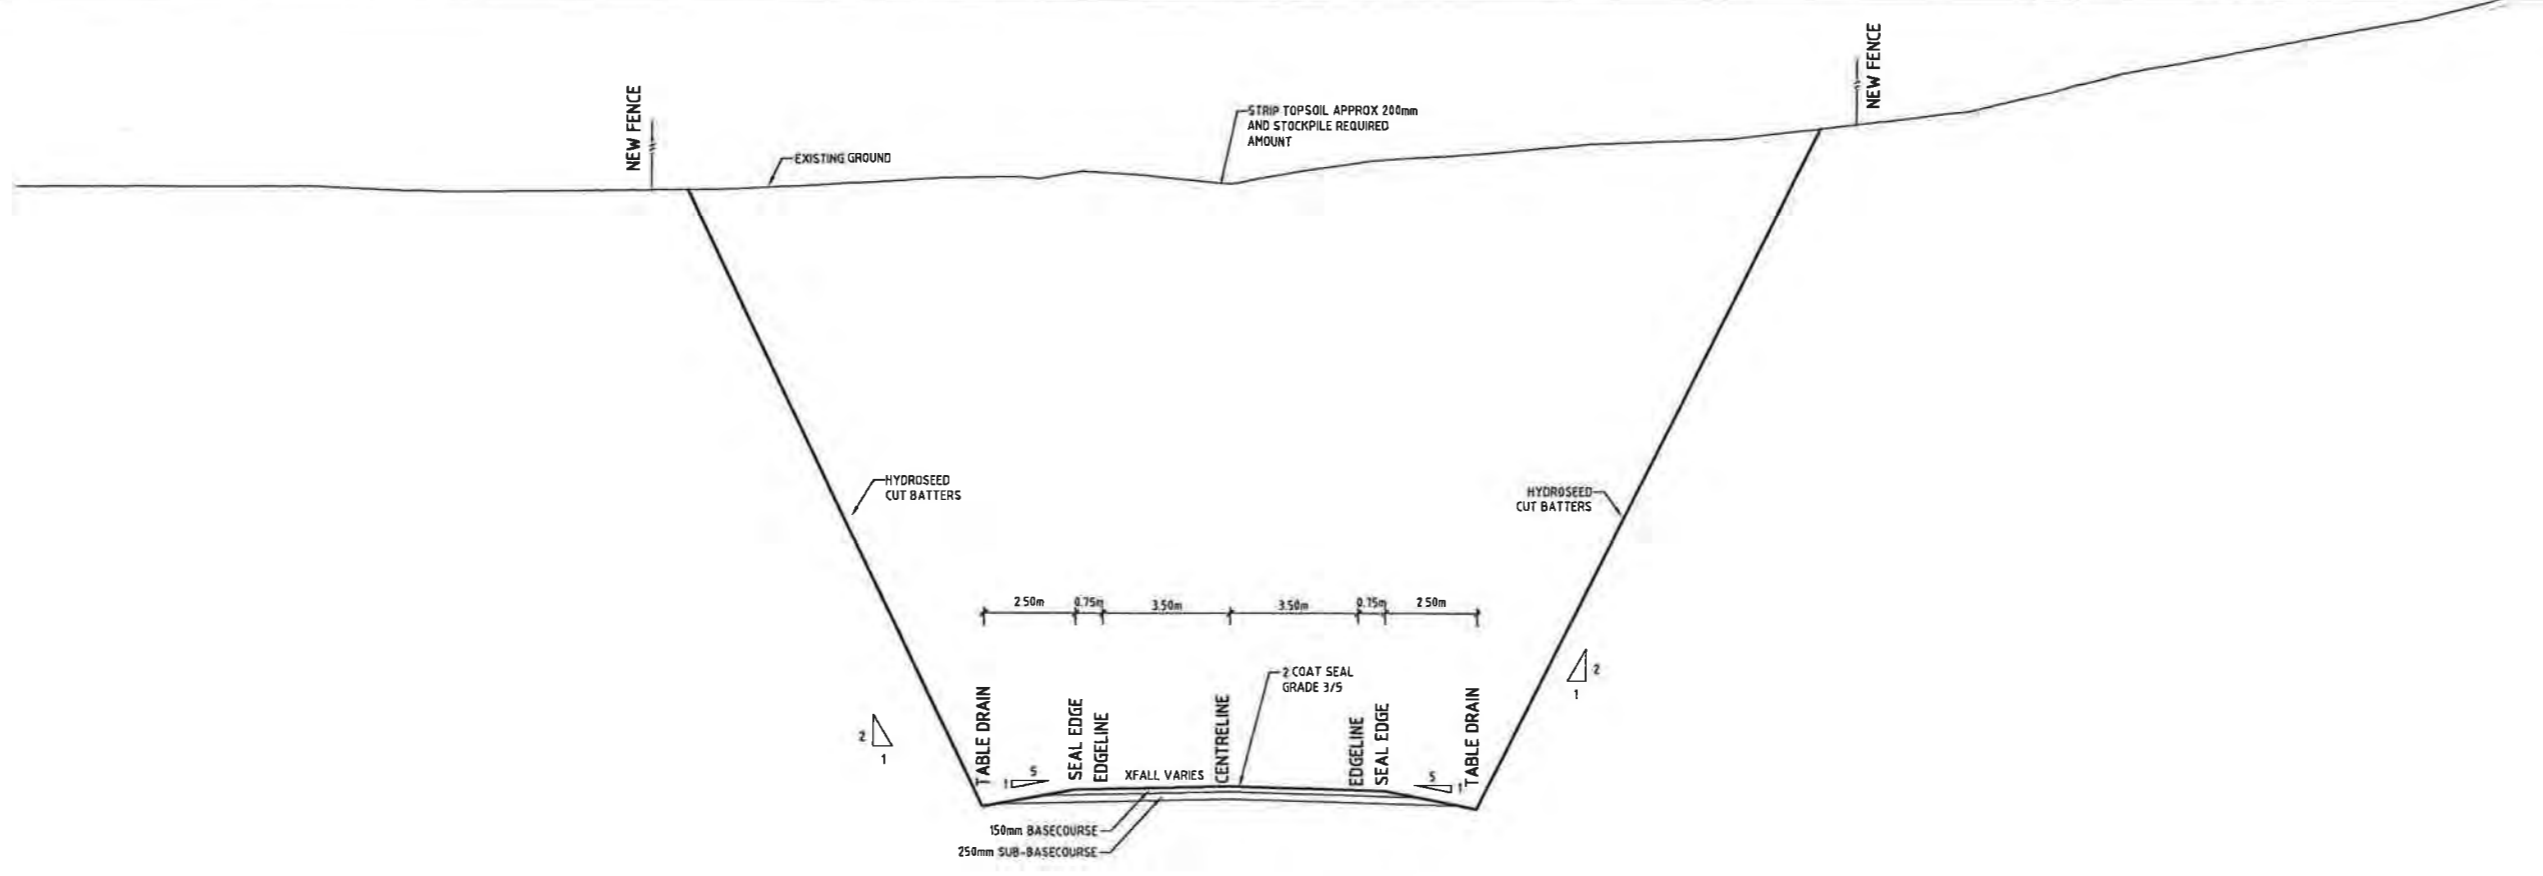 NEW FENCE
NEW FENCE
STRIP TOPSOIL APPROX 200mm
AND STOCKPILE REQUIRED
AMOUNT
EXISTING GROUND
HYDROSEED
CUT BATTERS
HYDROSEED
CUT BATTERS
2.50m
0.75m
3.50m
3.50m
0.75m
2.50m
2
1
2
1
2 COAT SEAL
GRADE 3/5
TABLE DRAIN
SEAL EDGE
EDGELINE
CENTRELINE
EDGELINE
SEAL EDGE
TABLE DRAIN
1
5
XFALL VARIES
5
1
150mm BASECOURSE
250mm SUB-BASECOURSE